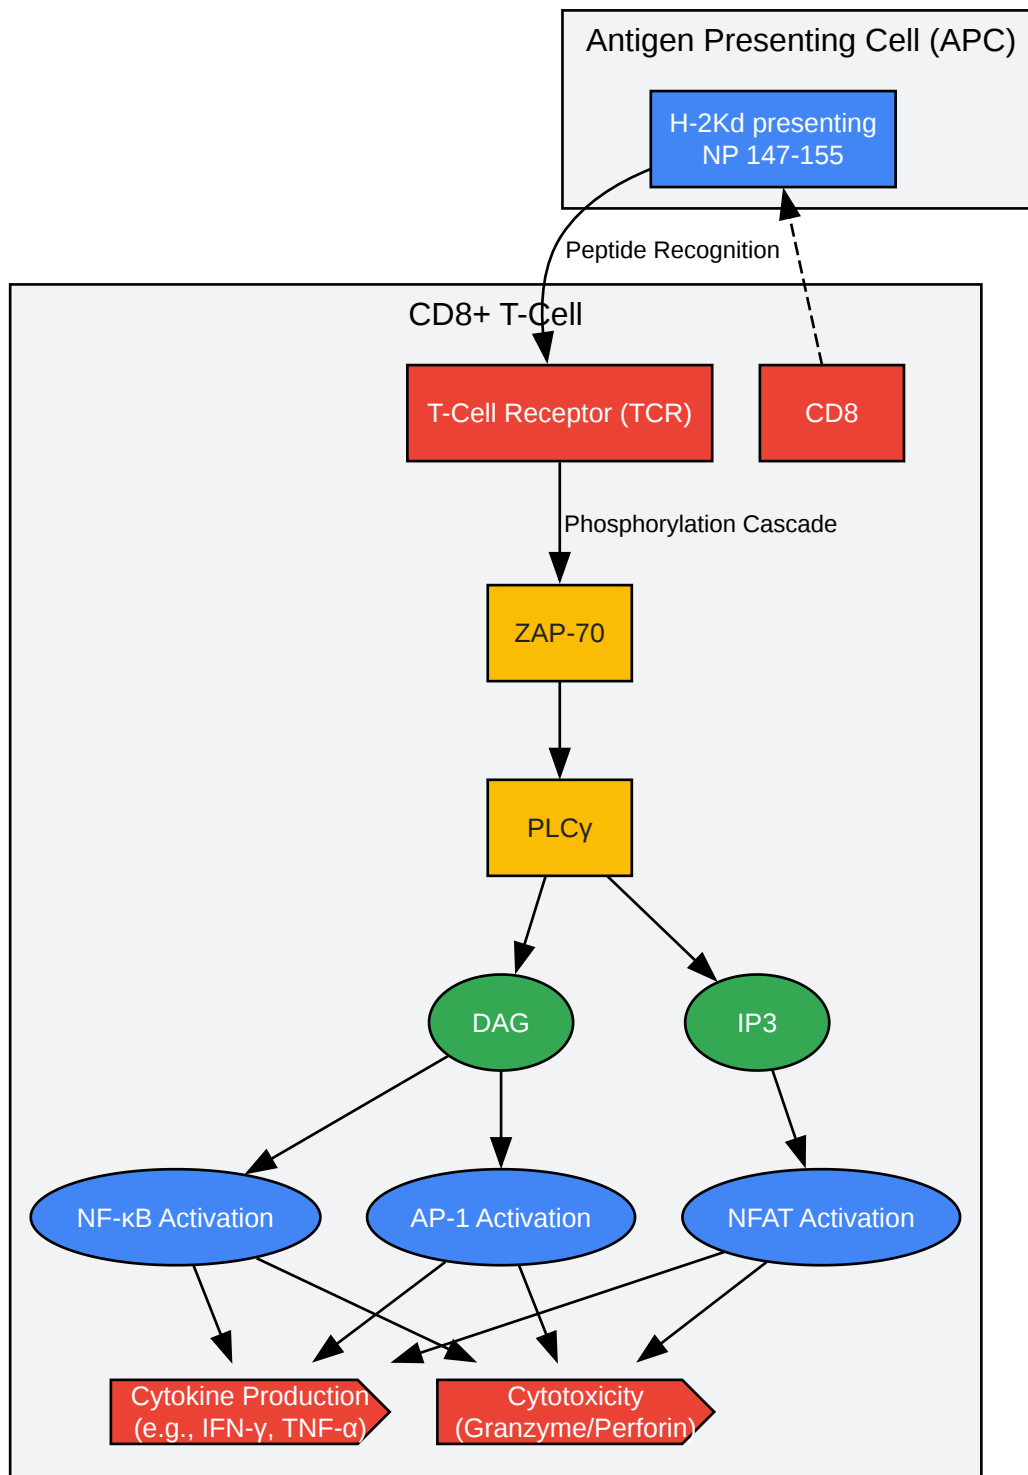 Antigen Presenting Cell (APC)
H-2Kd presenting
NP 147-155
Peptide Recognition
CD8+ T-Cell
T-Cell Receptor (TCR)
CD8
Phosphorylation Cascade
ZAP-70
PLCγ
DAG
IP3
NF-κB Activation
AP-1 Activation
NFAT Activation
Cytokine Production
(e.g., IFN-γ, TNF-α)
Cytotoxicity
(Granzyme/Perforin)